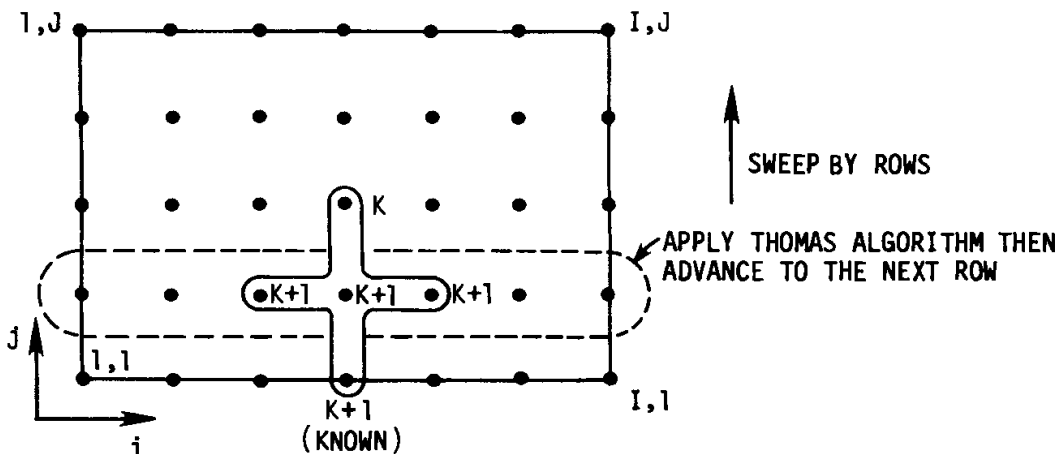 1,J
I,J
SWEEP BY ROWS
K
APPLY THOMAS ALGORITHM THEN
ADVANCE TO THE NEXT ROW
K+1 K+1 K+1
j
1,1
I,1
K+1
(KNOWN)
i